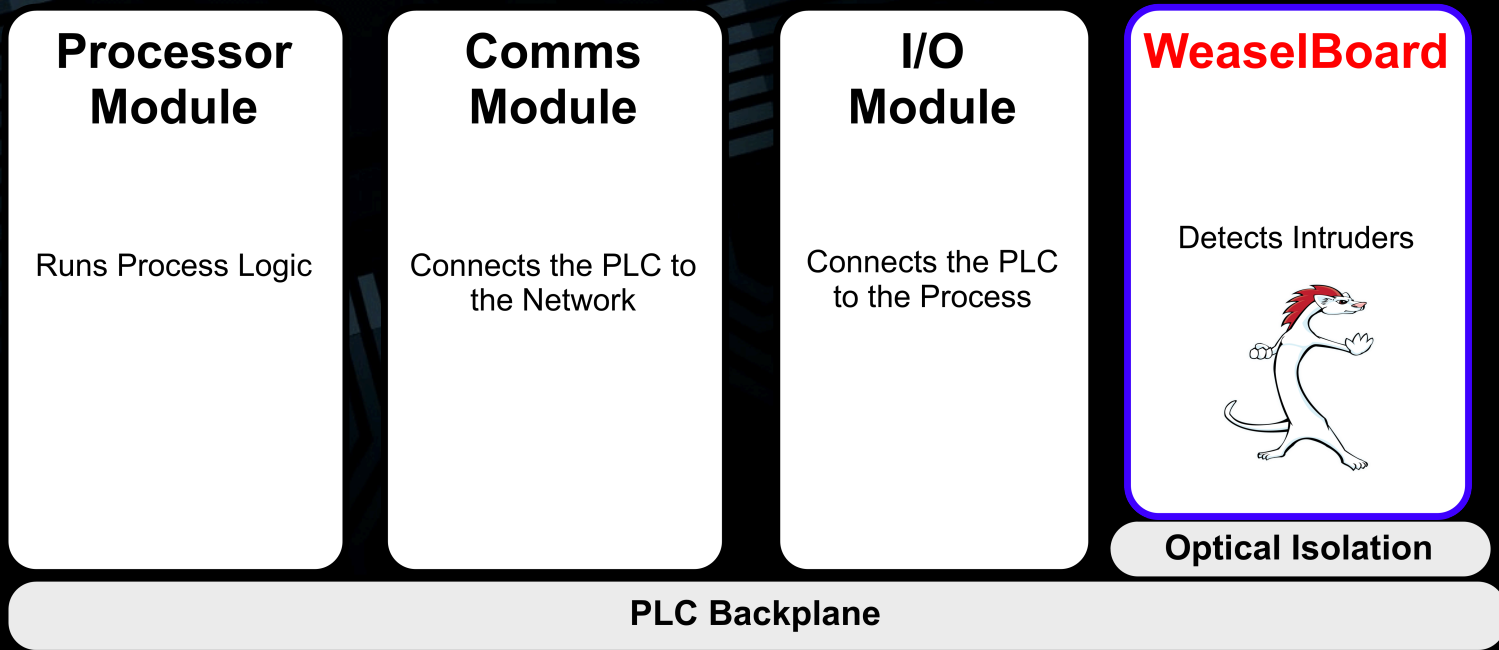 Processor
Module
Runs Process Logic
Comms
Module
Connects the PLC to
the Network
I/O
Module
Connects the PLC
to the Process
WeaselBoard
Detects Intruders
Optical Isolation
PLC Backplane